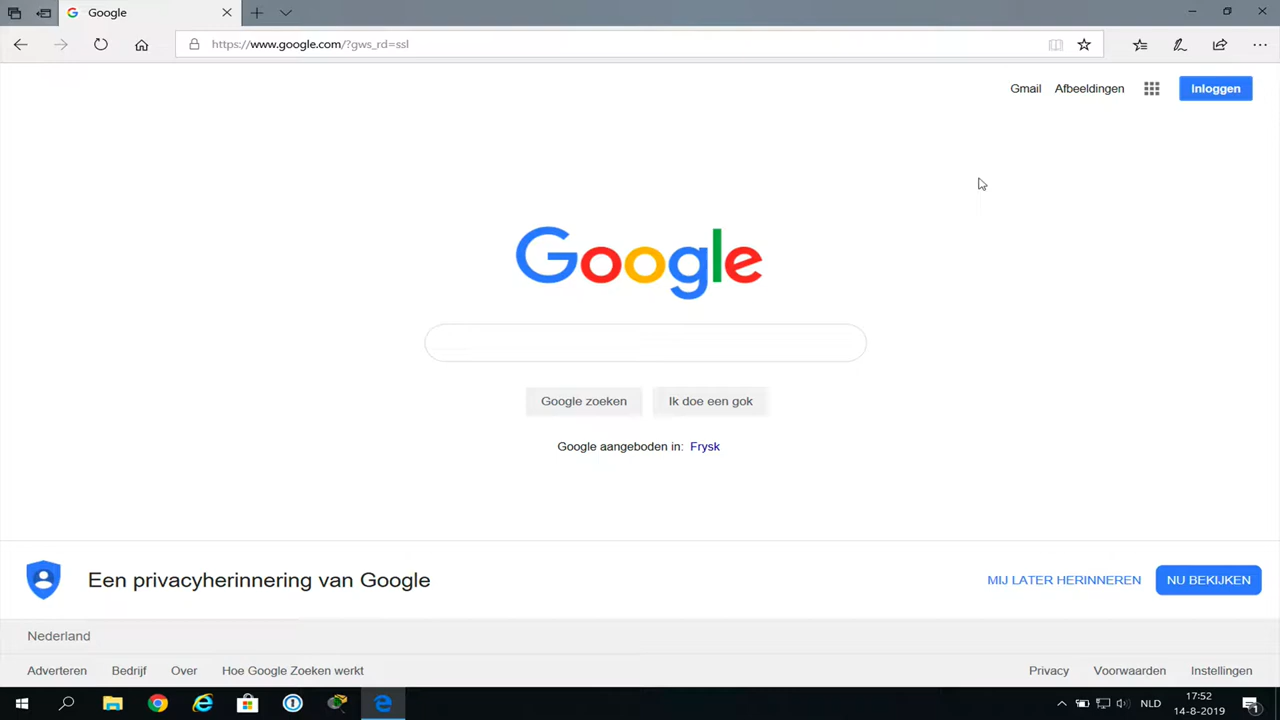 Google
https://www.google.com/?gws_rd=ssl
Gmail Afbeeldingen Inloggen
Google
Google zoeken Ik doe een gok
Google aangeboden in: Frysk
Een privacyherinnering van Google MIJ LATER HERINNEREN NU BEKIJKEN
Nederland
Adverteren Bedrijf Over Hoe Google Zoeken werkt Privacy Voorwaarden Instellingen
NLD 17:52
14-8-2019 1